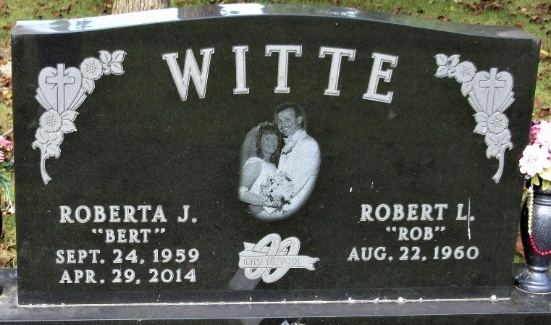 WITTE
ROBERTA J.
"BERT"
SEPT. 24, 1959
APR. 29, 2014
ROBERT L.
"ROB"
AUG. 22, 1960